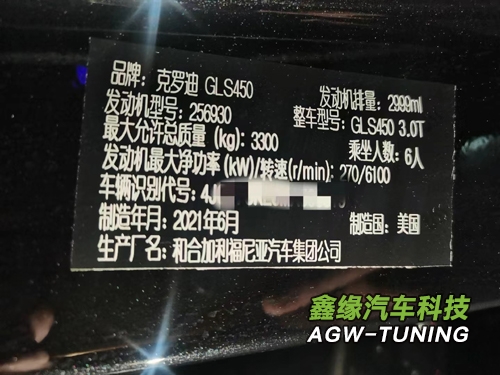 品牌: 克罗迪 GLS450
发动机排量: 2999ml
发动机型号: 256930
整车型号: GLS450 3.0T
最大允许总质量 (kg): 3300
乘坐人数: 6人
发动机最大净功率(kW)/转速(r/min): 270/6100
车辆识别代号: 4J
制造年月: 2021年6月
制造国: 美国
生产厂名: 和合加利福尼亚汽车集团公司
鑫缘汽车科技
AGW-TUNING